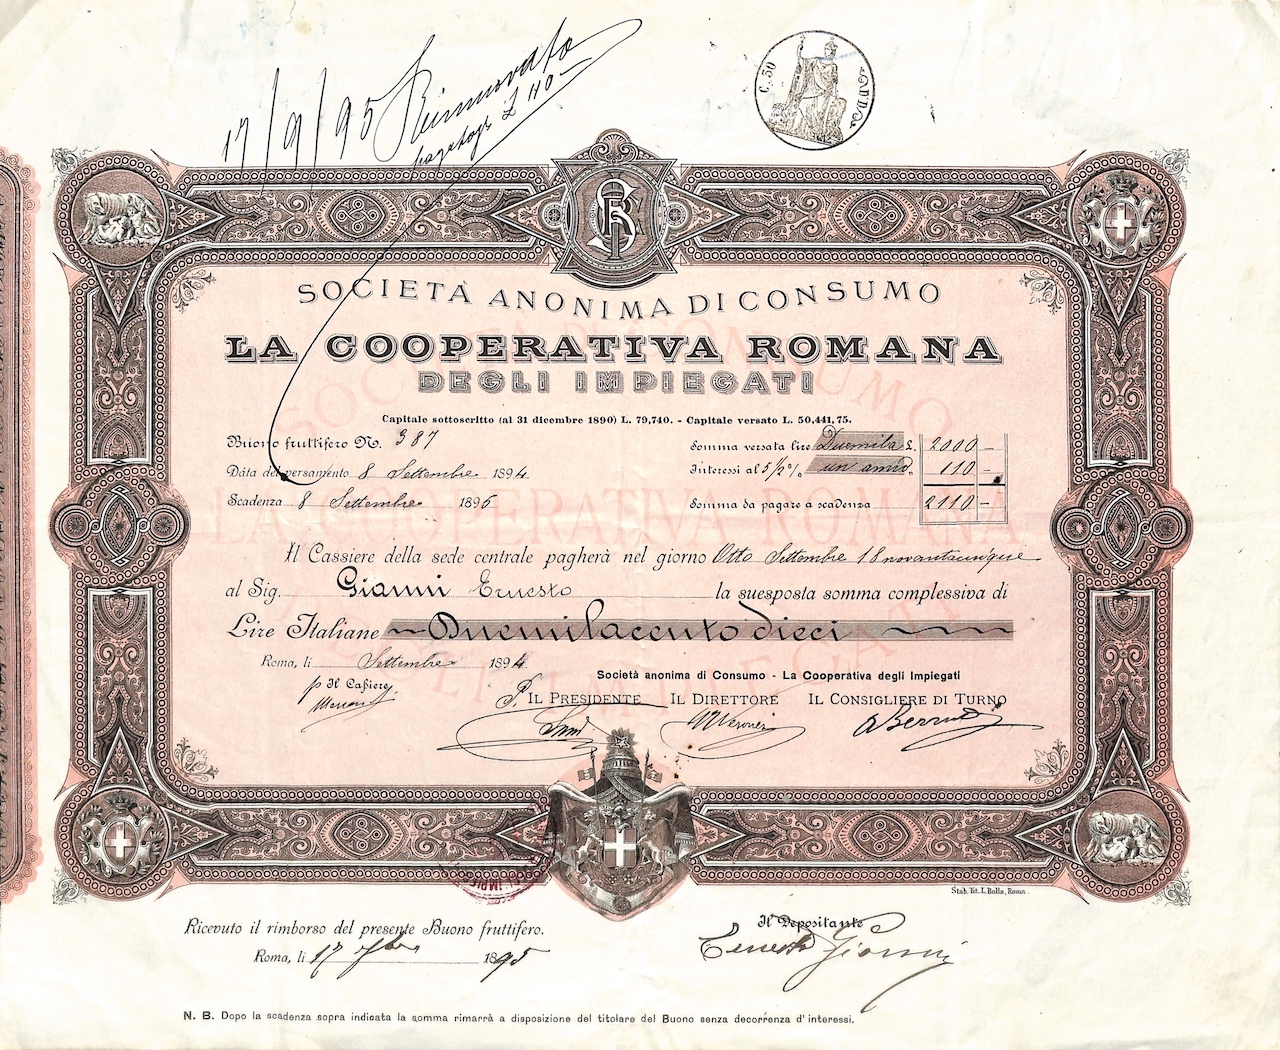 17/9/95 Rinnovato
pagatogli £ 110 —
C. 50
SOCIETÀ ANONIMA DI CONSUMO
LA COOPERATIVA ROMANA
DEGLI IMPIEGATI
Capitale sottoscritto (al 31 dicembre 1890) L. 79,740. - Capitale versato L. 50,441,75.
Buono fruttifero N. 387
Somma versata lire Duemila L. 2000 —
Data del versamento 8 Settembre 1894
Interessi al 5 1/2 % un anno „ 110 —
Scadenza 8 Settembre 1895
Somma da pagare a scadenza 2110 —
Il Cassiere della sede centrale pagherà nel giorno Otto Settembre 18novantacinque
al Sig. Gianni Ernesto la suesposta somma complessiva di
Lire Italiane Duemilacentodieci
Roma, li Settembre 1894
Società anonima di Consumo - La Cooperativa degli Impiegati
p Il Cassiere
P. IL PRESIDENTE IL DIRETTORE IL CONSIGLIERE DI TURNO
Stab. lit. L. Bolla, Roma.
Ricevuto il rimborso del presente Buono fruttifero.
Il Depositante
Roma, li 17 7bre 1895
Ernesto Gianni
N. B. Dopo la scadenza sopra indicata la somma rimarrà a disposizione del titolare del Buono senza decorrenza d'interessi.